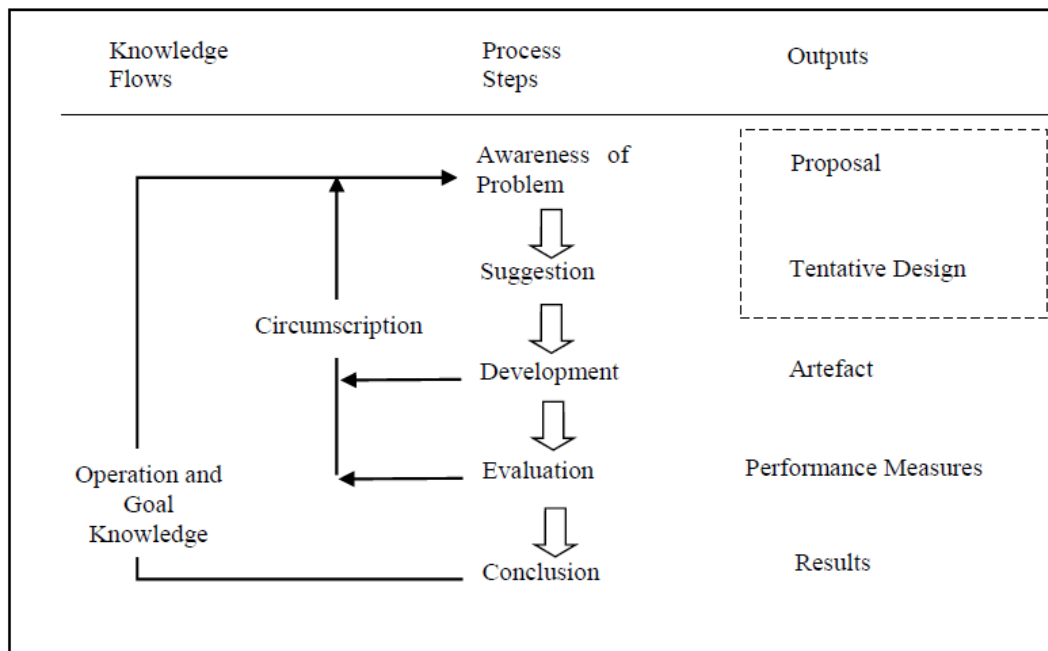 Knowledge
Flows
Process
Steps
Outputs
Awareness of
Problem
Proposal
Suggestion
Tentative Design
Circumscription
Development
Artefact
Operation and
Goal
Knowledge
Evaluation
Performance Measures
Conclusion
Results